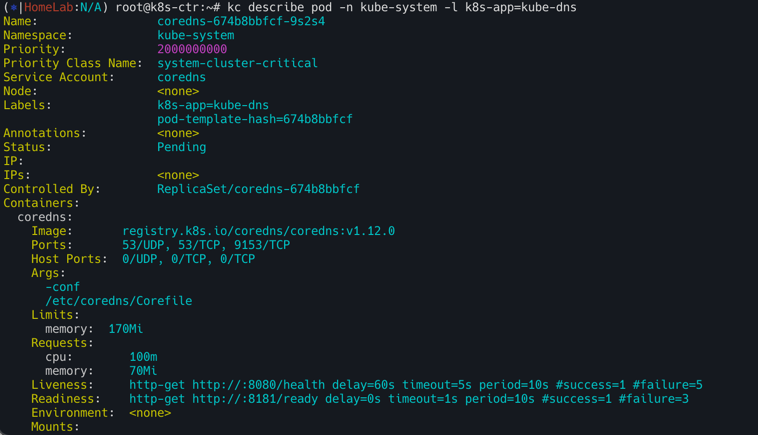 (⎈|HomeLab:N/A) root@k8s-ctr:~# kc describe pod -n kube-system -l k8s-app=kube-dns
Name:                 coredns-674b8bbfcf-9s2s4
Namespace:            kube-system
Priority:             2000000000
Priority Class Name:  system-cluster-critical
Service Account:      coredns
Node:                 <none>
Labels:               k8s-app=kube-dns
                      pod-template-hash=674b8bbfcf
Annotations:          <none>
Status:               Pending
IP:
IPs:                  <none>
Controlled By:        ReplicaSet/coredns-674b8bbfcf
Containers:
  coredns:
    Image:       registry.k8s.io/coredns/coredns:v1.12.0
    Ports:       53/UDP, 53/TCP, 9153/TCP
    Host Ports:  0/UDP, 0/TCP, 0/TCP
    Args:
      -conf
      /etc/coredns/Corefile
    Limits:
      memory:  170Mi
    Requests:
      cpu:        100m
      memory:     70Mi
    Liveness:     http-get http://:8080/health delay=60s timeout=5s period=10s #success=1 #failure=5
    Readiness:    http-get http://:8181/ready delay=0s timeout=1s period=10s #success=1 #failure=3
    Environment:  <none>
    Mounts: